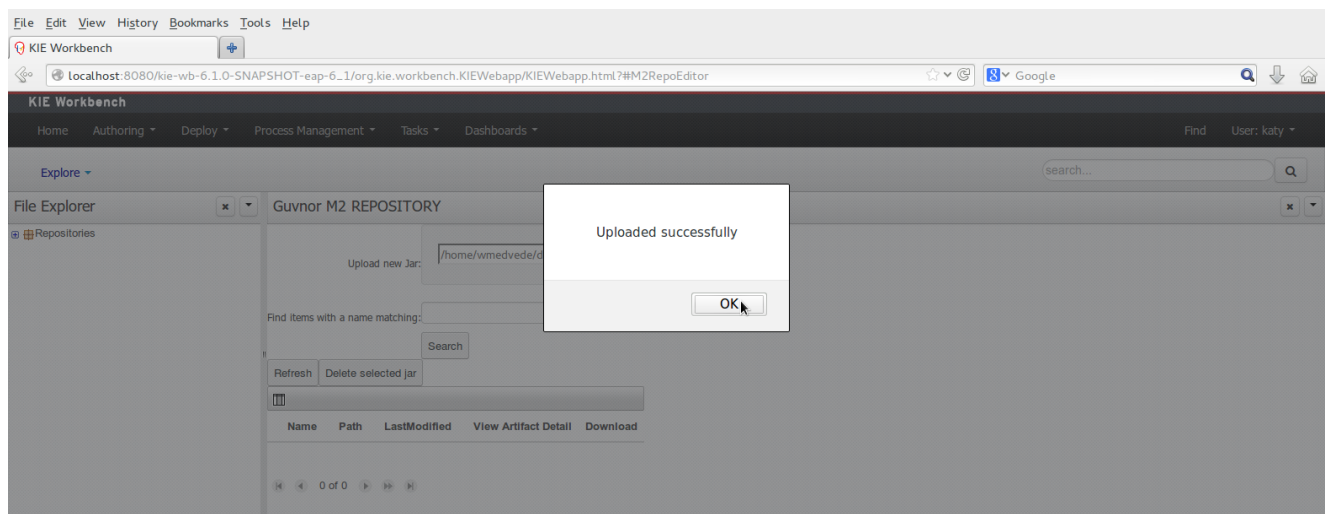 File Edit View History Bookmarks Tools Help
KIE Workbench
localhost:8080/kie-wb-6.1.0-SNAPSHOT-eap-6_1/org.kie.workbench.KIEWebapp/KIEWebapp.html?#M2RepoEditor
Google
KIE Workbench
Home Authoring Deploy Process Management Tasks Dashboards Find User: katy
Explore search...
File Explorer Guvnor M2 REPOSITORY
Repositories
Uploaded successfully
Upload new Jar: /home/wmedvede/d
OK
Find items with a name matching:
Search
Refresh Delete selected jar
Name Path LastModified View Artifact Detail Download
0 of 0